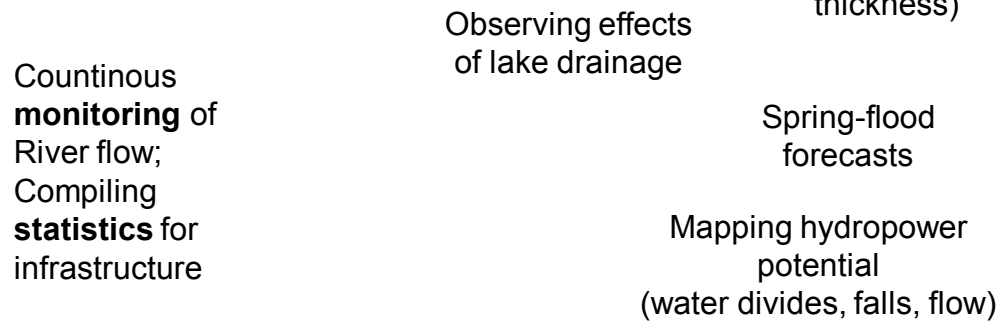 thickness)
Observing effects
of lake drainage
Countinous
monitoring of
River flow;
Compiling
statistics for
infrastructure
Spring-flood
forecasts
Mapping hydropower
potential
(water divides, falls, flow)